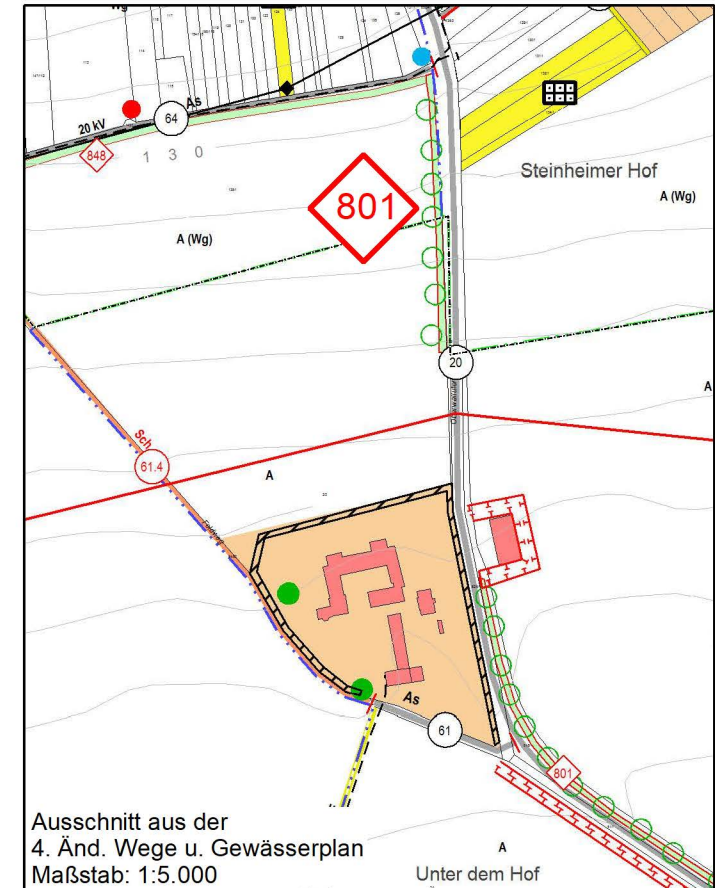 Wg
As
20 kV
64
848
1 3 0
801
Steinheimer Hof
A (Wg)
A (Wg)
20
A
Sch
61.4
A
As
61
801
Ausschnitt aus der
4. Änd. Wege u. Gewässerplan
Maßstab: 1:5.000
A
Unter dem Hof